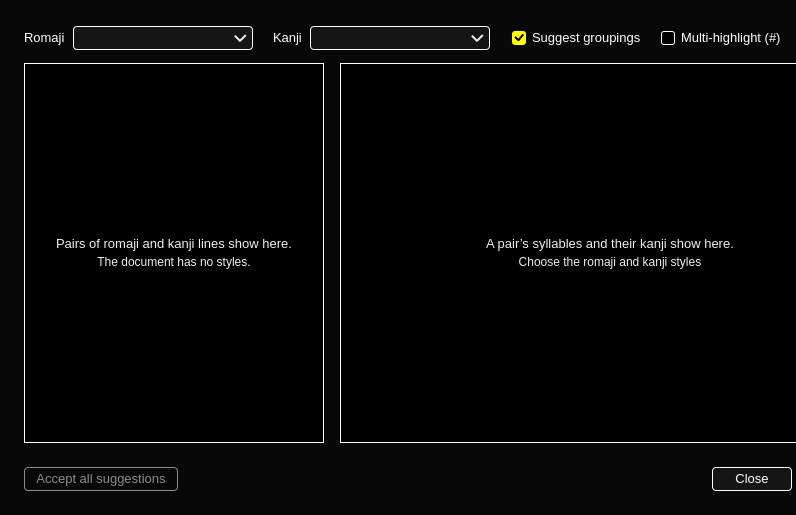 Romaji
Kanji
Suggest groupings
Multi-highlight (#)
Pairs of romaji and kanji lines show here.
The document has no styles.
A pair’s syllables and their kanji show here.
Choose the romaji and kanji styles
Accept all suggestions
Close